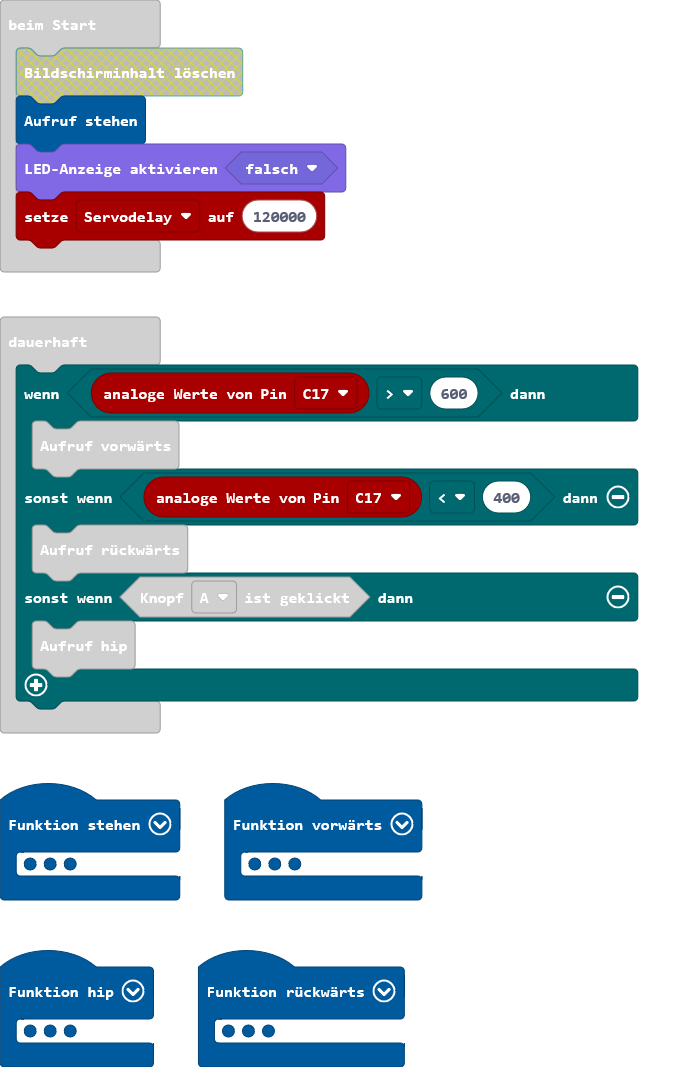 beim Start
Bildschirminhalt löschen
Aufruf stehen
LED-Anzeige aktivieren falsch
setze Servodelay auf 120000
dauerhaft
wenn analoge Werte von Pin C17 > 600 dann
Aufruf vorwärts
sonst wenn analoge Werte von Pin C17 < 400 dann
Aufruf rückwärts
sonst wenn Knopf A ist geklickt dann
Aufruf hip
Funktion stehen
Funktion vorwärts
Funktion hip
Funktion rückwärts